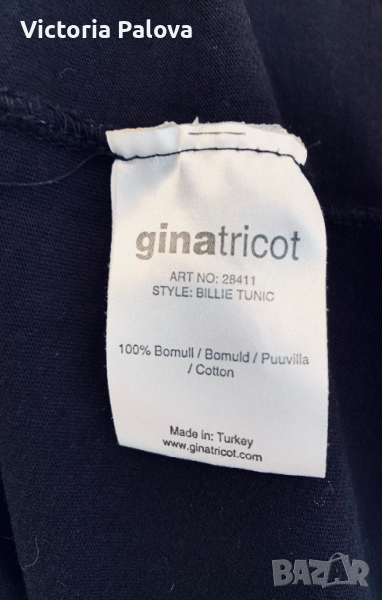 Victoria Palova
ginatricot
ART NO: 28411
STYLE: BILLIE TUNIC
100% Bomull / Bomuld / Puuvilla
/ Cotton
Made in: Turkey
www.ginatricot.com
BAZAR